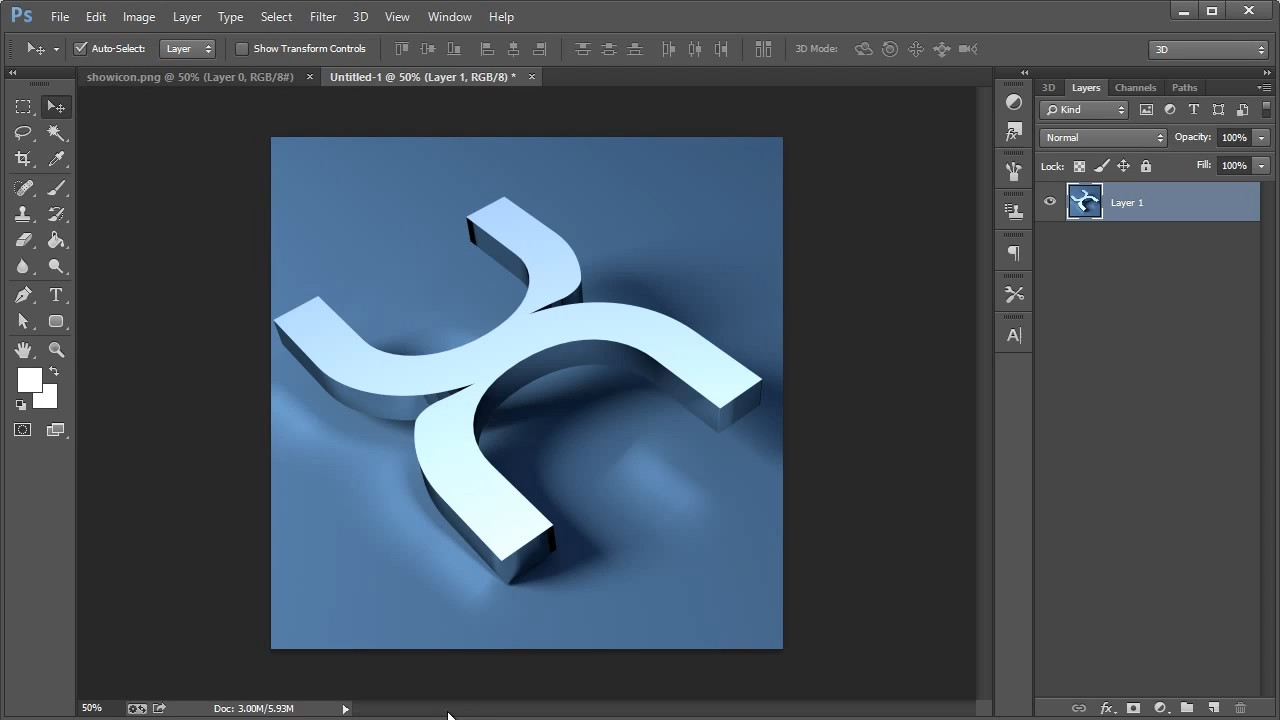 Ps File Edit Image Layer Type Select Filter 3D View Window Help
Auto-Select: Layer Show Transform Controls 3D Mode: 3D
showicon.png @ 50% (Layer 0, RGB/8#) × Untitled-1 @ 50% (Layer 1, RGB/8) * ×
3D Layers Channels Paths
Kind
Normal Opacity: 100%
Lock: Fill: 100%
Layer 1
50% Doc: 3.00M/5.93M